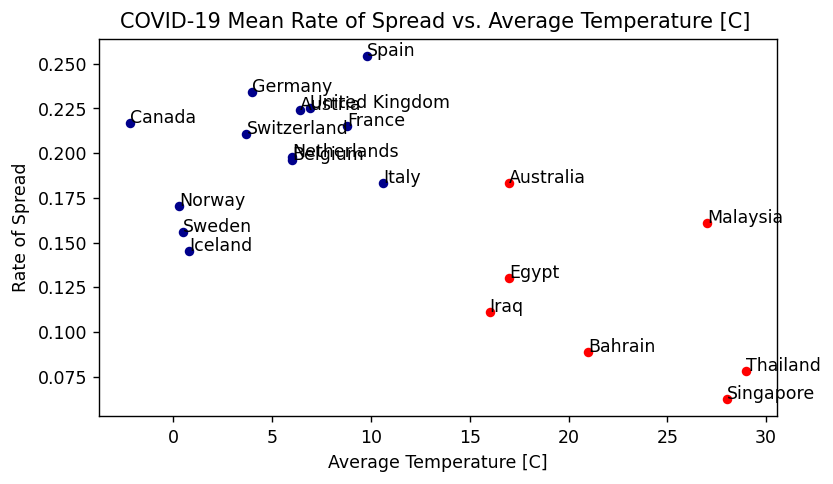 COVID-19 Mean Rate of Spread vs. Average Temperature [C]
Spain
0.250
Germany
United Kingdom
Austria
0.225
Canada
France
Switzerland
0.200
Netherlands
Belgium
Italy
Australia
0.175
Norway
Malaysia
Sweden
0.150
Iceland
Rate of Spread
Egypt
0.125
Iraq
0.100
Bahrain
Thailand
0.075
Singapore
0 5 10 15 20 25 30
Average Temperature [C]